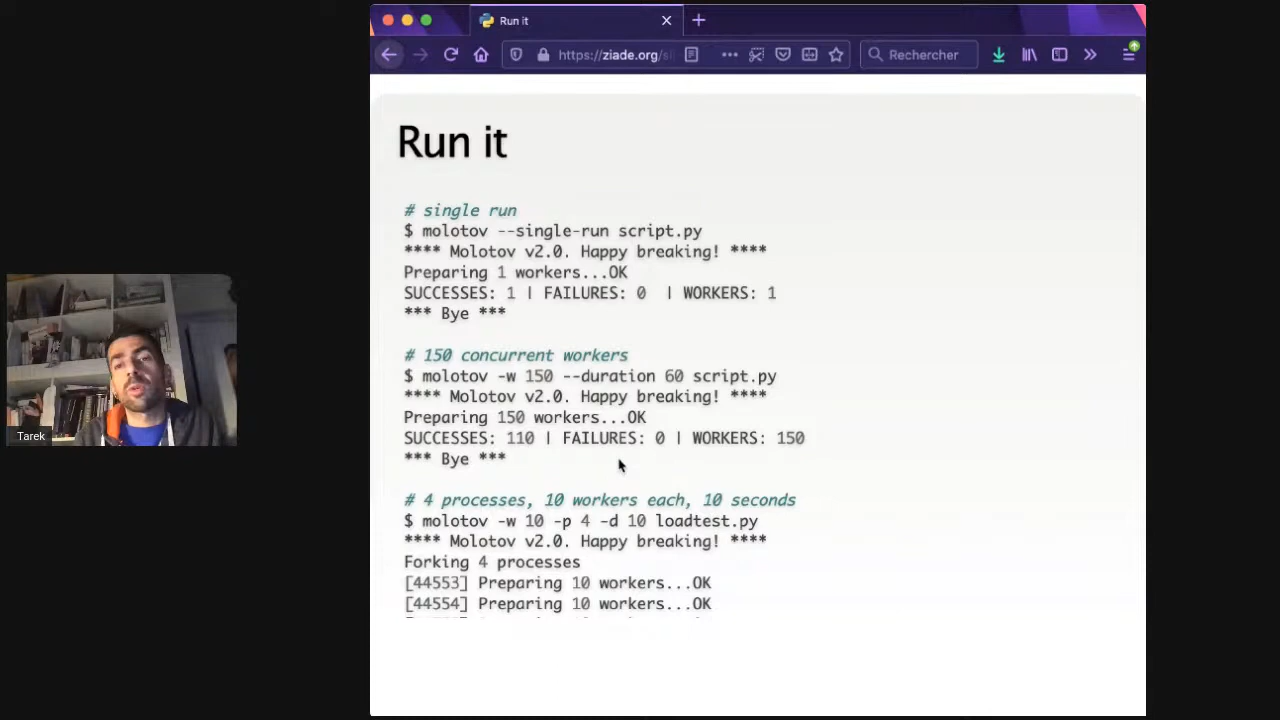 Run it
https://ziade.org/sl
Rechercher
Run it
# single run
$ molotov --single-run script.py
**** Molotov v2.0. Happy breaking! ****
Preparing 1 workers...OK
SUCCESSES: 1 | FAILURES: 0 | WORKERS: 1
*** Bye ***
# 150 concurrent workers
$ molotov -w 150 --duration 60 script.py
**** Molotov v2.0. Happy breaking! ****
Preparing 150 workers...OK
SUCCESSES: 110 | FAILURES: 0 | WORKERS: 150
*** Bye ***
# 4 processes, 10 workers each, 10 seconds
$ molotov -w 10 -p 4 -d 10 loadtest.py
**** Molotov v2.0. Happy breaking! ****
Forking 4 processes
[44553] Preparing 10 workers...OK
[44554] Preparing 10 workers...OK
Tarek